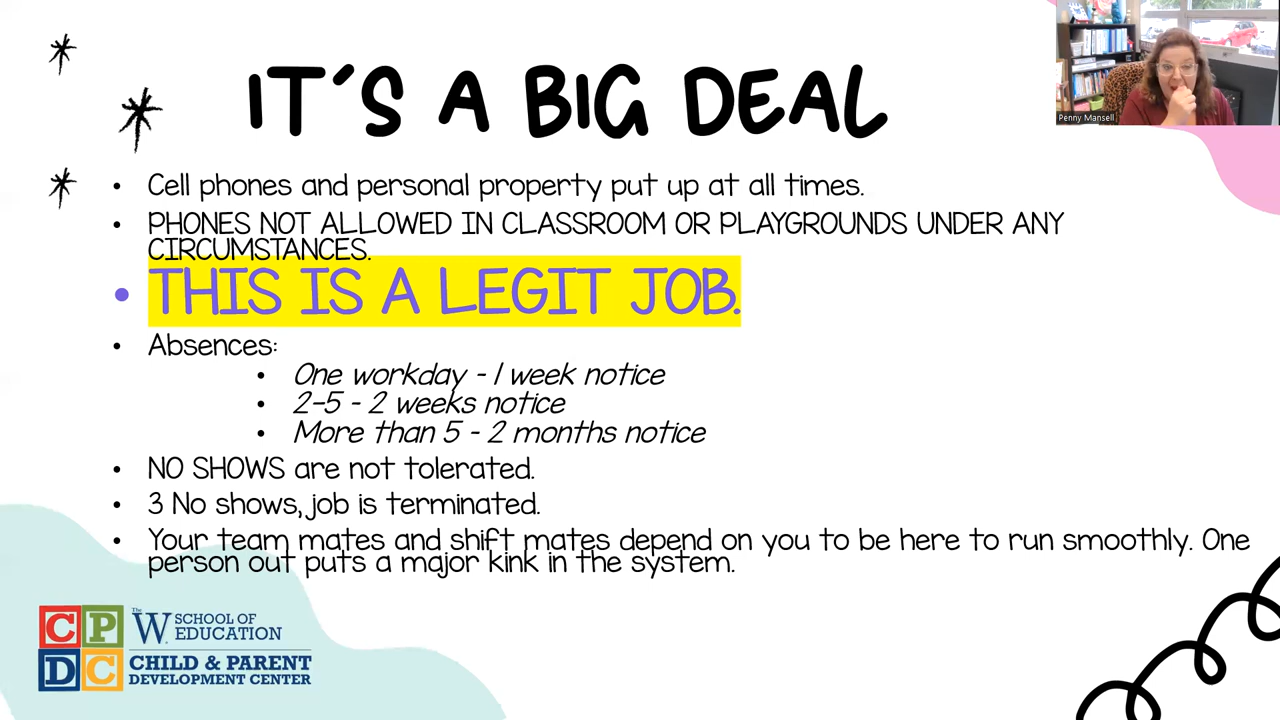 IT'S A BIG DEAL
Penny Mansell
• Cell phones and personal property put up at all times.
• PHONES NOT ALLOWED IN CLASSROOM OR PLAYGROUNDS UNDER ANY
CIRCUMSTANCES.
• THIS IS A LEGIT JOB.
• Absences:
• One workday - 1 week notice
• 2-5 - 2 weeks notice
• More than 5 - 2 months notice
• NO SHOWS are not tolerated.
• 3 No shows, job is terminated.
• Your team mates and shift mates depend on you to be here to run smoothly. One
person out puts a major kink in the system.
CP
DC
The W SCHOOL OF
EDUCATION
CHILD & PARENT
DEVELOPMENT CENTER